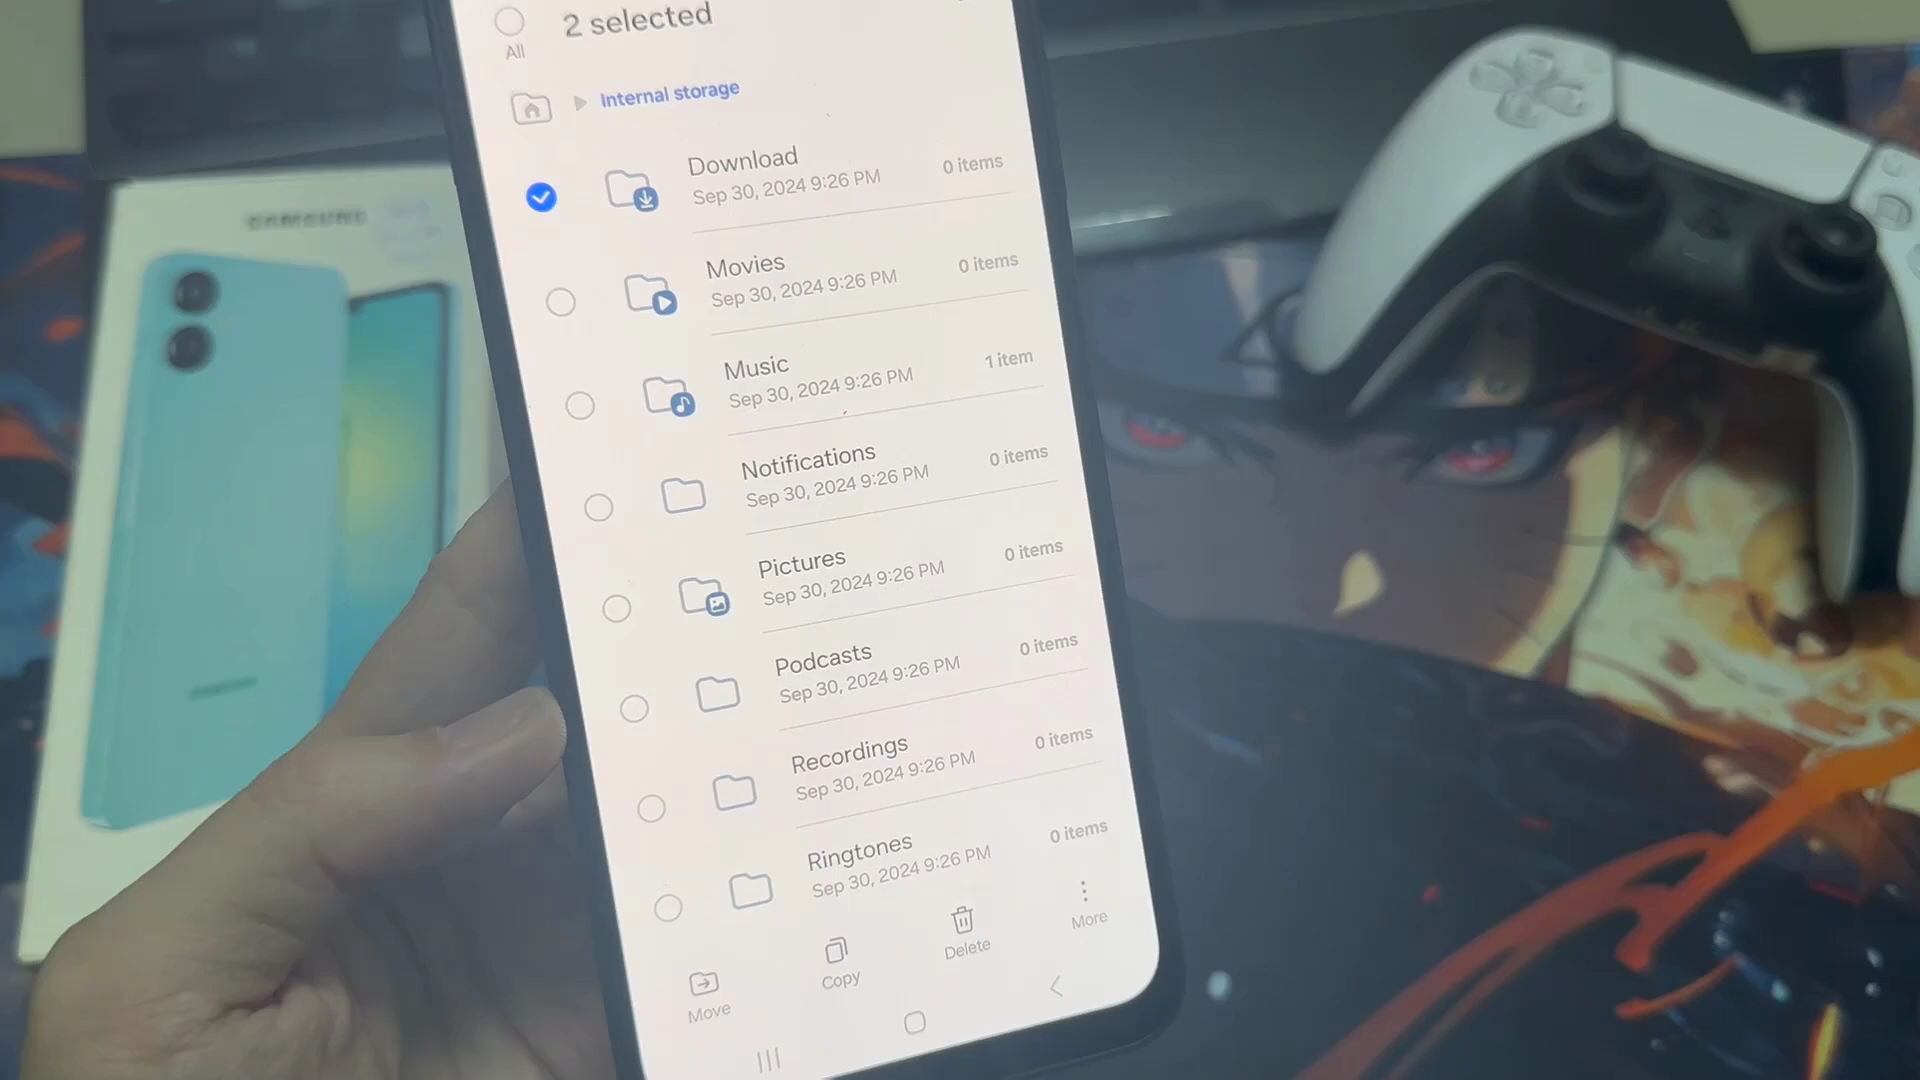 2 selected
All
Internal storage
Download
Sep 30, 2024 9:26 PM
0 items
Movies
Sep 30, 2024 9:26 PM
0 items
Music
Sep 30, 2024 9:26 PM
1 item
Notifications
Sep 30, 2024 9:26 PM
0 items
Pictures
Sep 30, 2024 9:26 PM
0 items
Podcasts
Sep 30, 2024 9:26 PM
0 items
Recordings
Sep 30, 2024 9:26 PM
0 items
Ringtones
Sep 30, 2024 9:26 PM
0 items
Move
Copy
Delete
More
SAMSUNG